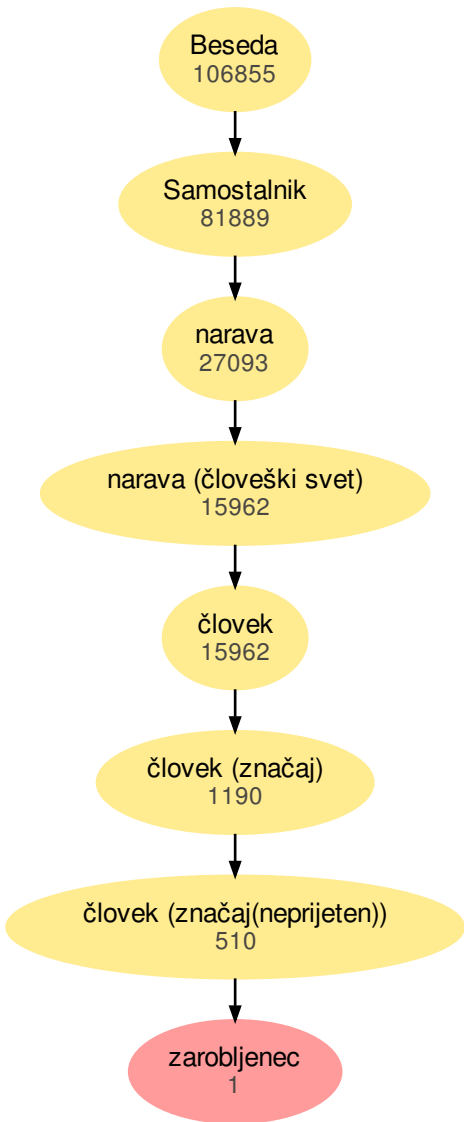 Beseda
106855
Samostalnik
81889
narava
27093
narava (človeški svet)
15962
človek
15962
človek (značaj)
1190
človek (značaj(neprijeten))
510
zarobljenec
1